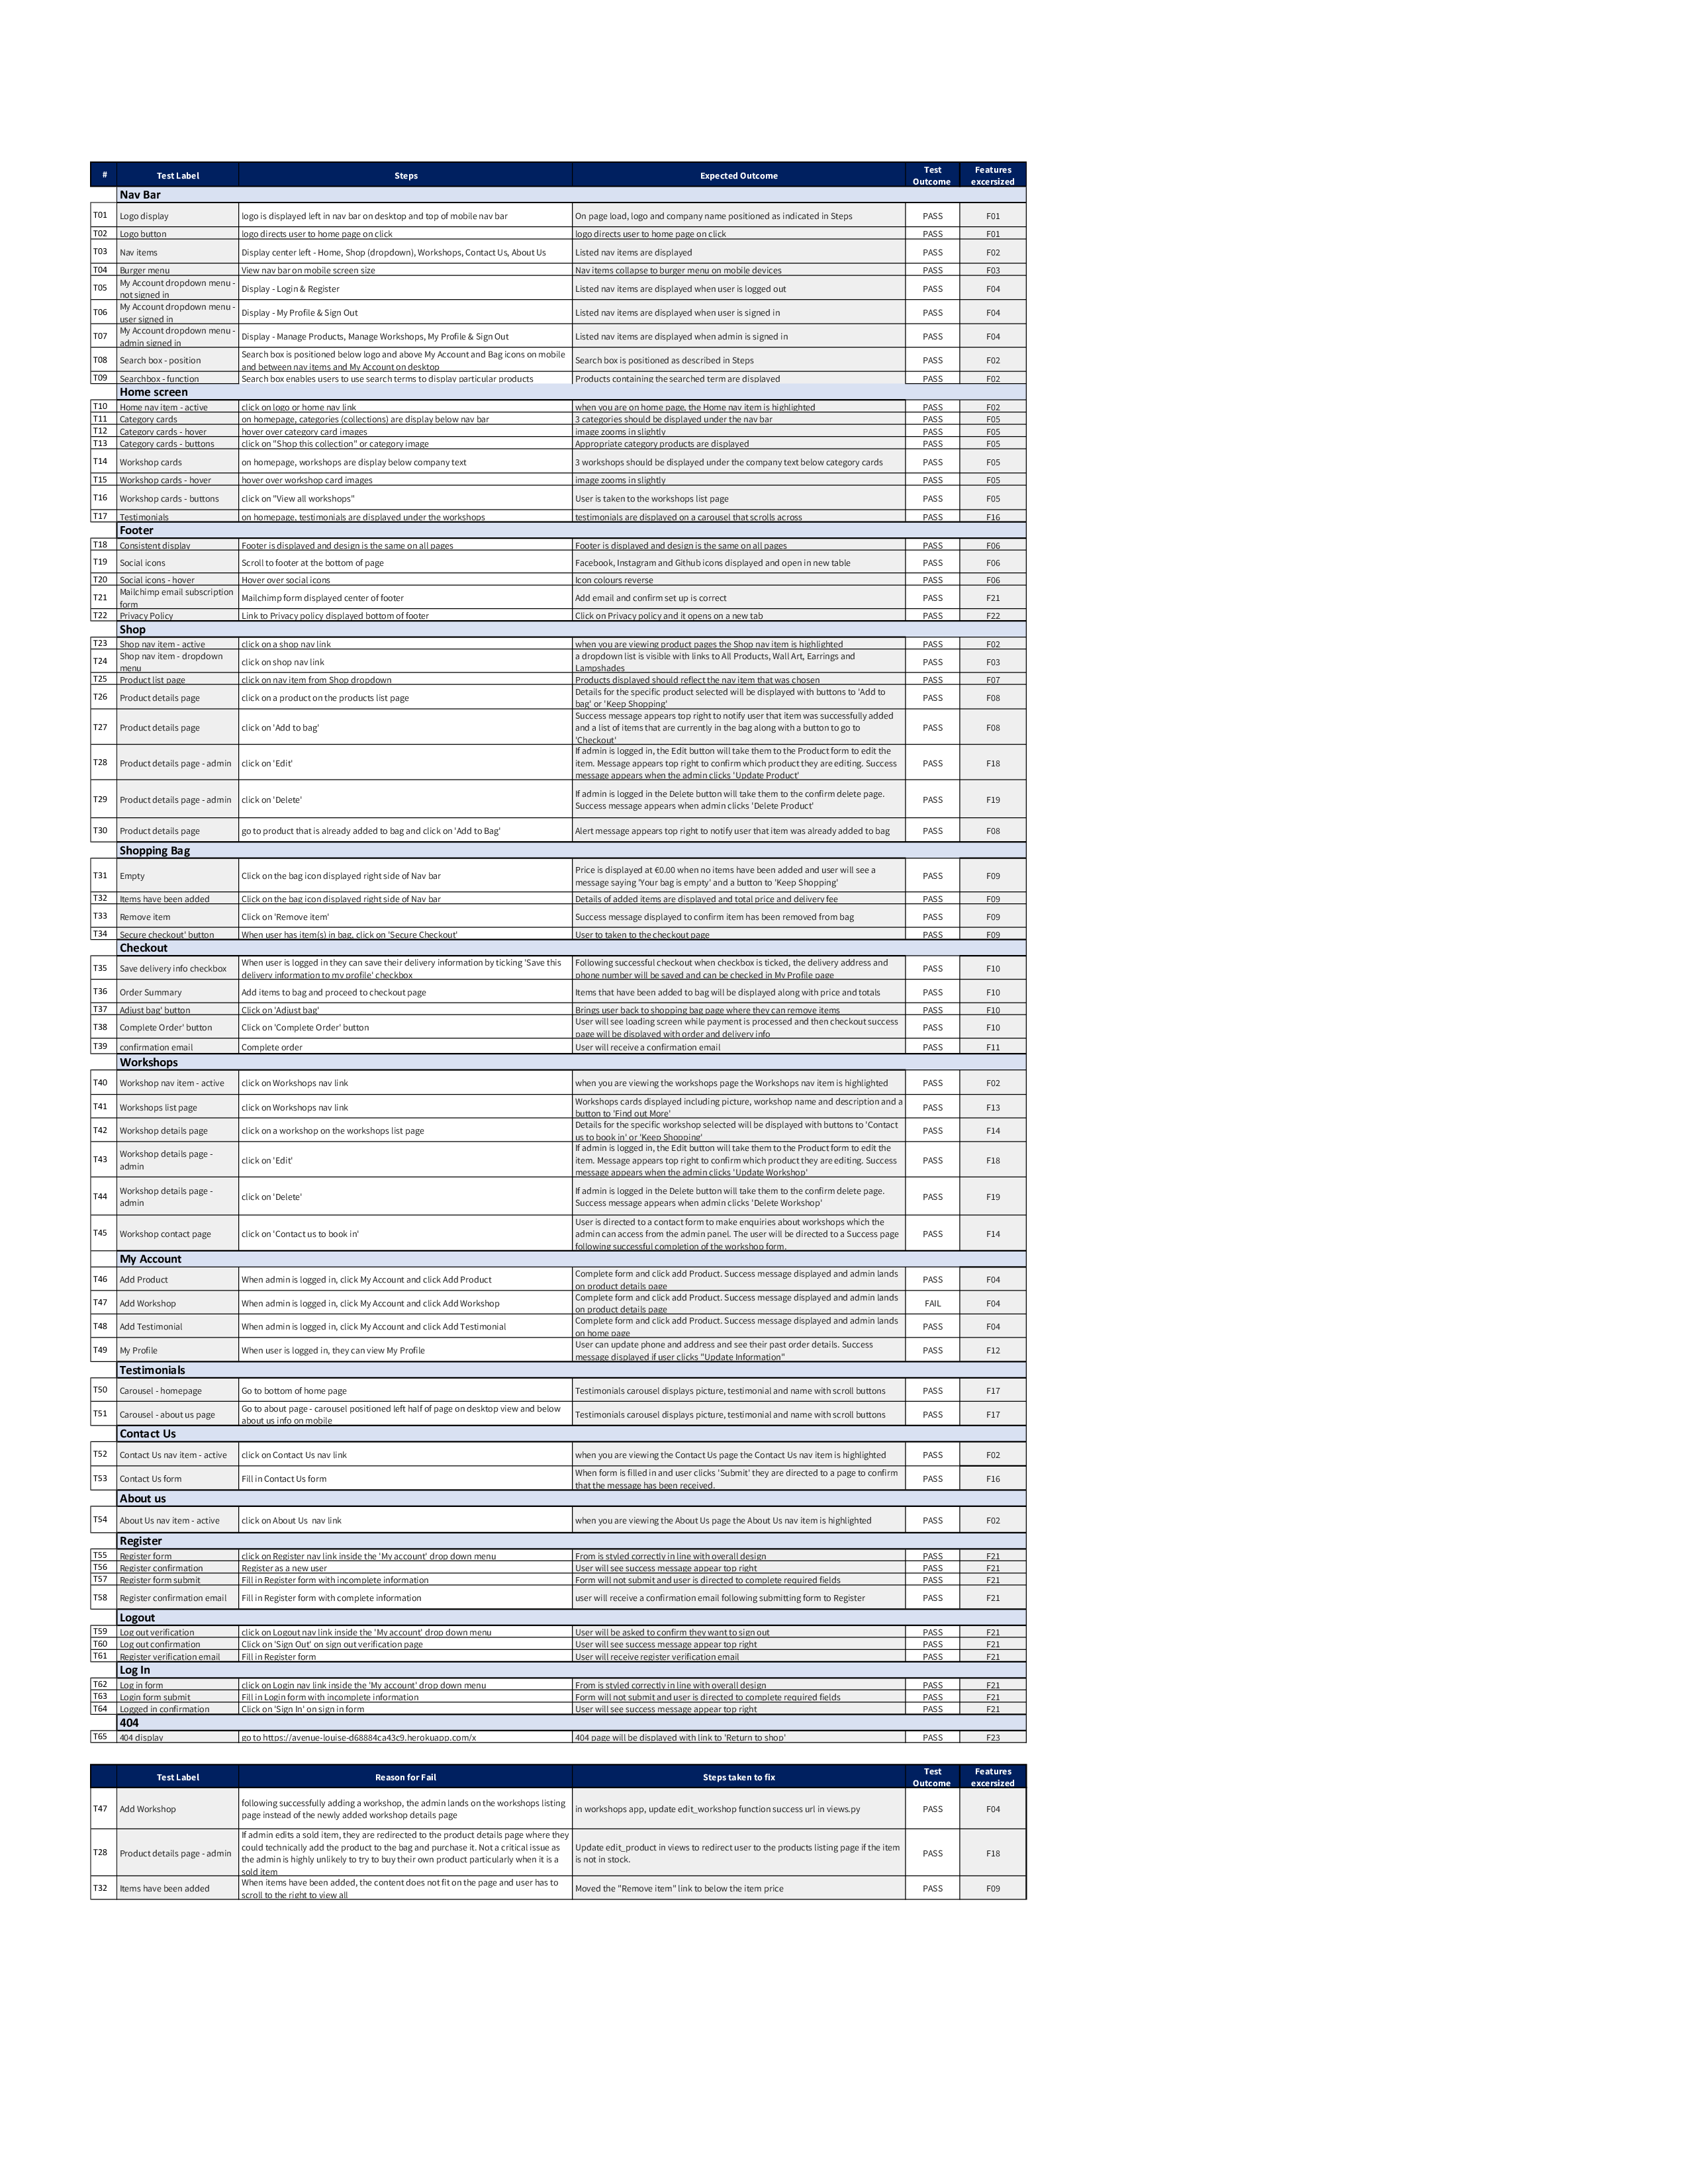 # Test Label Steps Expected Outcome Test Outcome Features excersized
Nav Bar
T01 Logo display logo is displayed left in nav bar on desktop and top of mobile nav bar On page load, logo and company name positioned as indicated in Steps PASS F01
T02 Logo button logo directs user to home page on click logo directs user to home page on click PASS F01
T03 Nav items Display center left - Home, Shop (dropdown), Workshops, Contact Us, About Us Listed nav items are displayed PASS F02
T04 Burger menu View nav bar on mobile screen size Nav items collapse to burger menu on mobile devices PASS F03
T05 My Account dropdown menu - not signed in Display - Login & Register Listed nav items are displayed when user is logged out PASS F04
T06 My Account dropdown menu - user signed in Display - My Profile & Sign Out Listed nav items are displayed when user is signed in PASS F04
T07 My Account dropdown menu - admin signed in Display - Manage Products, Manage Workshops, My Profile & Sign Out Listed nav items are displayed when admin is signed in PASS F04
T08 Search box - position Search box is positioned below logo and above My Account and Bag icons on mobile and between nav items and My Account on desktop Search box is positioned as described in Steps PASS F02
T09 Searchbox - function Search box enables users to use search terms to display particular products Products containing the searched term are displayed PASS F02
Home screen
T10 Home nav item - active click on logo or home nav link when you are on home page, the Home nav item is highlighted PASS F02
T11 Category cards on homepage, categories (collections) are display below nav bar 3 categories should be displayed under the nav bar PASS F05
T12 Category cards - hover hover over category card images image zooms in slightly PASS F05
T13 Category cards - buttons click on "Shop this collection" or category image Appropriate category products are displayed PASS F05
T14 Workshop cards on homepage, workshops are display below company text 3 workshops should be displayed under the company text below category cards PASS F05
T15 Workshop cards - hover hover over workshop card images image zooms in slightly PASS F05
T16 Workshop cards - buttons click on "View all workshops" User is taken to the workshops list page PASS F05
T17 Testimonials on homepage, testimonials are displayed under the workshops testimonials are displayed on a carousel that scrolls across PASS F16
Footer
T18 Consistent display Footer is displayed and design is the same on all pages Footer is displayed and design is the same on all pages PASS F06
T19 Social icons Scroll to footer at the bottom of page Facebook, Instagram and Github icons displayed and open in new table PASS F06
T20 Social icons - hover Hover over social icons Icon colours reverse PASS F06
T21 Mailchimp email subscription form Mailchimp form displayed center of footer Add email and confirm set up is correct PASS F21
T22 Privacy Policy Link to Privacy policy displayed bottom of footer Click on Privacy policy and it opens on a new tab PASS F22
Shop
T23 Shop nav item - active click on a shop nav link when you are viewing product pages the Shop nav item is highlighted PASS F02
T24 Shop nav item - dropdown menu click on shop nav link a dropdown list is visible with links to All Products, Wall Art, Earrings and Lampshades PASS F03
T25 Product list page click on nav item from Shop dropdown Products displayed should reflect the nav item that was chosen PASS F07
T26 Product details page click on a product on the products list page Details for the specific product selected will be displayed with buttons to 'Add to bag' or 'Keep Shopping' PASS F08
T27 Product details page click on 'Add to bag' Success message appears top right to notify user that item was successfully added and a list of items that are currently in the bag along with a button to go to 'Checkout' PASS F08
T28 Product details page - admin click on 'Edit' If admin is logged in, the Edit button will take them to the Product form to edit the item. Message appears top right to confirm which product they are editing. Success message appears when the admin clicks 'Update Product' PASS F18
T29 Product details page - admin click on 'Delete' If admin is logged in the Delete button will take them to the confirm delete page. Success message appears when admin clicks 'Delete Product' PASS F19
T30 Product details page go to product that is already added to bag and click on 'Add to Bag' Alert message appears top right to notify user that item was already added to bag PASS F08
Shopping Bag
T31 Empty Click on the bag icon displayed right side of Nav bar Price is displayed at €0.00 when no items have been added and user will see a message saying 'Your bag is empty' and a button to 'Keep Shopping' PASS F09
T32 Items have been added Click on the bag icon displayed right side of Nav bar Details of added items are displayed and total price and delivery fee PASS F09
T33 Remove item Click on 'Remove item' Success message displayed to confirm item has been removed from bag PASS F09
T34 Secure checkout' button When user has item(s) in bag, click on 'Secure Checkout' User to taken to the checkout page PASS F09
Checkout
T35 Save delivery info checkbox When user is logged in they can save their delivery information by ticking 'Save this delivery information to my profile' checkbox Following successful checkout when checkbox is ticked, the delivery address and phone number will be saved and can be checked in My Profile page PASS F10
T36 Order Summary Add items to bag and proceed to checkout page Items that have been added to bag will be displayed along with price and totals PASS F10
T37 Adjust bag' button Click on 'Adjust bag' Brings user back to shopping bag page where they can remove items PASS F10
T38 Complete Order' button Click on 'Complete Order' button User will see loading screen while payment is processed and then checkout success page will be displayed with order and delivery info PASS F10
T39 confirmation email Complete order User will receive a confirmation email PASS F11
Workshops
T40 Workshop nav item - active click on Workshops nav link when you are viewing the workshops page the Workshops nav item is highlighted PASS F02
T41 Workshops list page click on Workshops nav link Workshops cards displayed including picture, workshop name and description and a button to 'Find out More' PASS F13
T42 Workshop details page click on a workshop on the workshops list page Details for the specific workshop selected will be displayed with buttons to 'Contact us to book in' or 'Keep Shopping' PASS F14
T43 Workshop details page - admin click on 'Edit' If admin is logged in, the Edit button will take them to the Product form to edit the item. Message appears top right to confirm which product they are editing. Success message appears when the admin clicks 'Update Workshop' PASS F18
T44 Workshop details page - admin click on 'Delete' If admin is logged in the Delete button will take them to the confirm delete page. Success message appears when admin clicks 'Delete Workshop' PASS F19
T45 Workshop contact page click on 'Contact us to book in' User is directed to a contact form to make enquiries about workshops which the admin can access from the admin panel. The user will be directed to a Success page following successful completion of the workshop form. PASS F14
My Account
T46 Add Product When admin is logged in, click My Account and click Add Product Complete form and click add Product. Success message displayed and admin lands on product details page PASS F04
T47 Add Workshop When admin is logged in, click My Account and click Add Workshop Complete form and click add Product. Success message displayed and admin lands on product details page FAIL F04
T48 Add Testimonial When admin is logged in, click My Account and click Add Testimonial Complete form and click add Product. Success message displayed and admin lands on home page PASS F04
T49 My Profile When user is logged in, they can view My Profile User can update phone and address and see their past order details. Success message displayed if user clicks "Update Information" PASS F12
Testimonials
T50 Carousel - homepage Go to bottom of home page Testimonials carousel displays picture, testimonial and name with scroll buttons PASS F17
T51 Carousel - about us page Go to about page - carousel positioned left half of page on desktop view and below about us info on mobile Testimonials carousel displays picture, testimonial and name with scroll buttons PASS F17
Contact Us
T52 Contact Us nav item - active click on Contact Us nav link when you are viewing the Contact Us page the Contact Us nav item is highlighted PASS F02
T53 Contact Us form Fill in Contact Us form When form is filled in and user clicks 'Submit' they are directed to a page to confirm that the message has been received. PASS F16
About us
T54 About Us nav item - active click on About Us nav link when you are viewing the About Us page the About Us nav item is highlighted PASS F02
Register
T55 Register form click on Register nav link inside the 'My account' drop down menu From is styled correctly in line with overall design PASS F21
T56 Register confirmation Register as a new user User will see success message appear top right PASS F21
T57 Register form submit Fill in Register form with incomplete information Form will not submit and user is directed to complete required fields PASS F21
T58 Register confirmation email Fill in Register form with complete information user will receive a confirmation email following submitting form to Register PASS F21
Logout
T59 Log out verification click on Logout nav link inside the 'My account' drop down menu User will be asked to confirm they want to sign out PASS F21
T60 Log out confirmation Click on 'Sign Out' on sign out verification page User will see success message appear top right PASS F21
T61 Register verification email Fill in Register form User will receive register verification email PASS F21
Log In
T62 Log in form click on Login nav link inside the 'My account' drop down menu From is styled correctly in line with overall design PASS F21
T63 Login form submit Fill in Login form with incomplete information Form will not submit and user is directed to complete required fields PASS F21
T64 Logged in confirmation Click on 'Sign In' on sign in form User will see success message appear top right PASS F21
404
T65 404 display go to https://avenue-louise-d68884ca43c9.herokuapp.com/x 404 page will be displayed with link to 'Return to shop' PASS F23
Test Label Reason for Fail Steps taken to fix Test Outcome Features excersized
T47 Add Workshop following successfully adding a workshop, the admin lands on the workshops listing page instead of the newly added workshop details page in workshops app, update edit_workshop function success url in views.py PASS F04
T28 Product details page - admin If admin edits a sold item, they are redirected to the product details page where they could technically add the product to the bag and purchase it. Not a critical issue as the admin is highly unlikely to try to buy their own product particularly when it is a sold item Update edit_product in views to redirect user to the products listing page if the item is not in stock. PASS F18
T32 Items have been added When items have been added, the content does not fit on the page and user has to scroll to the right to view all Moved the "Remove item" link to below the item price PASS F09